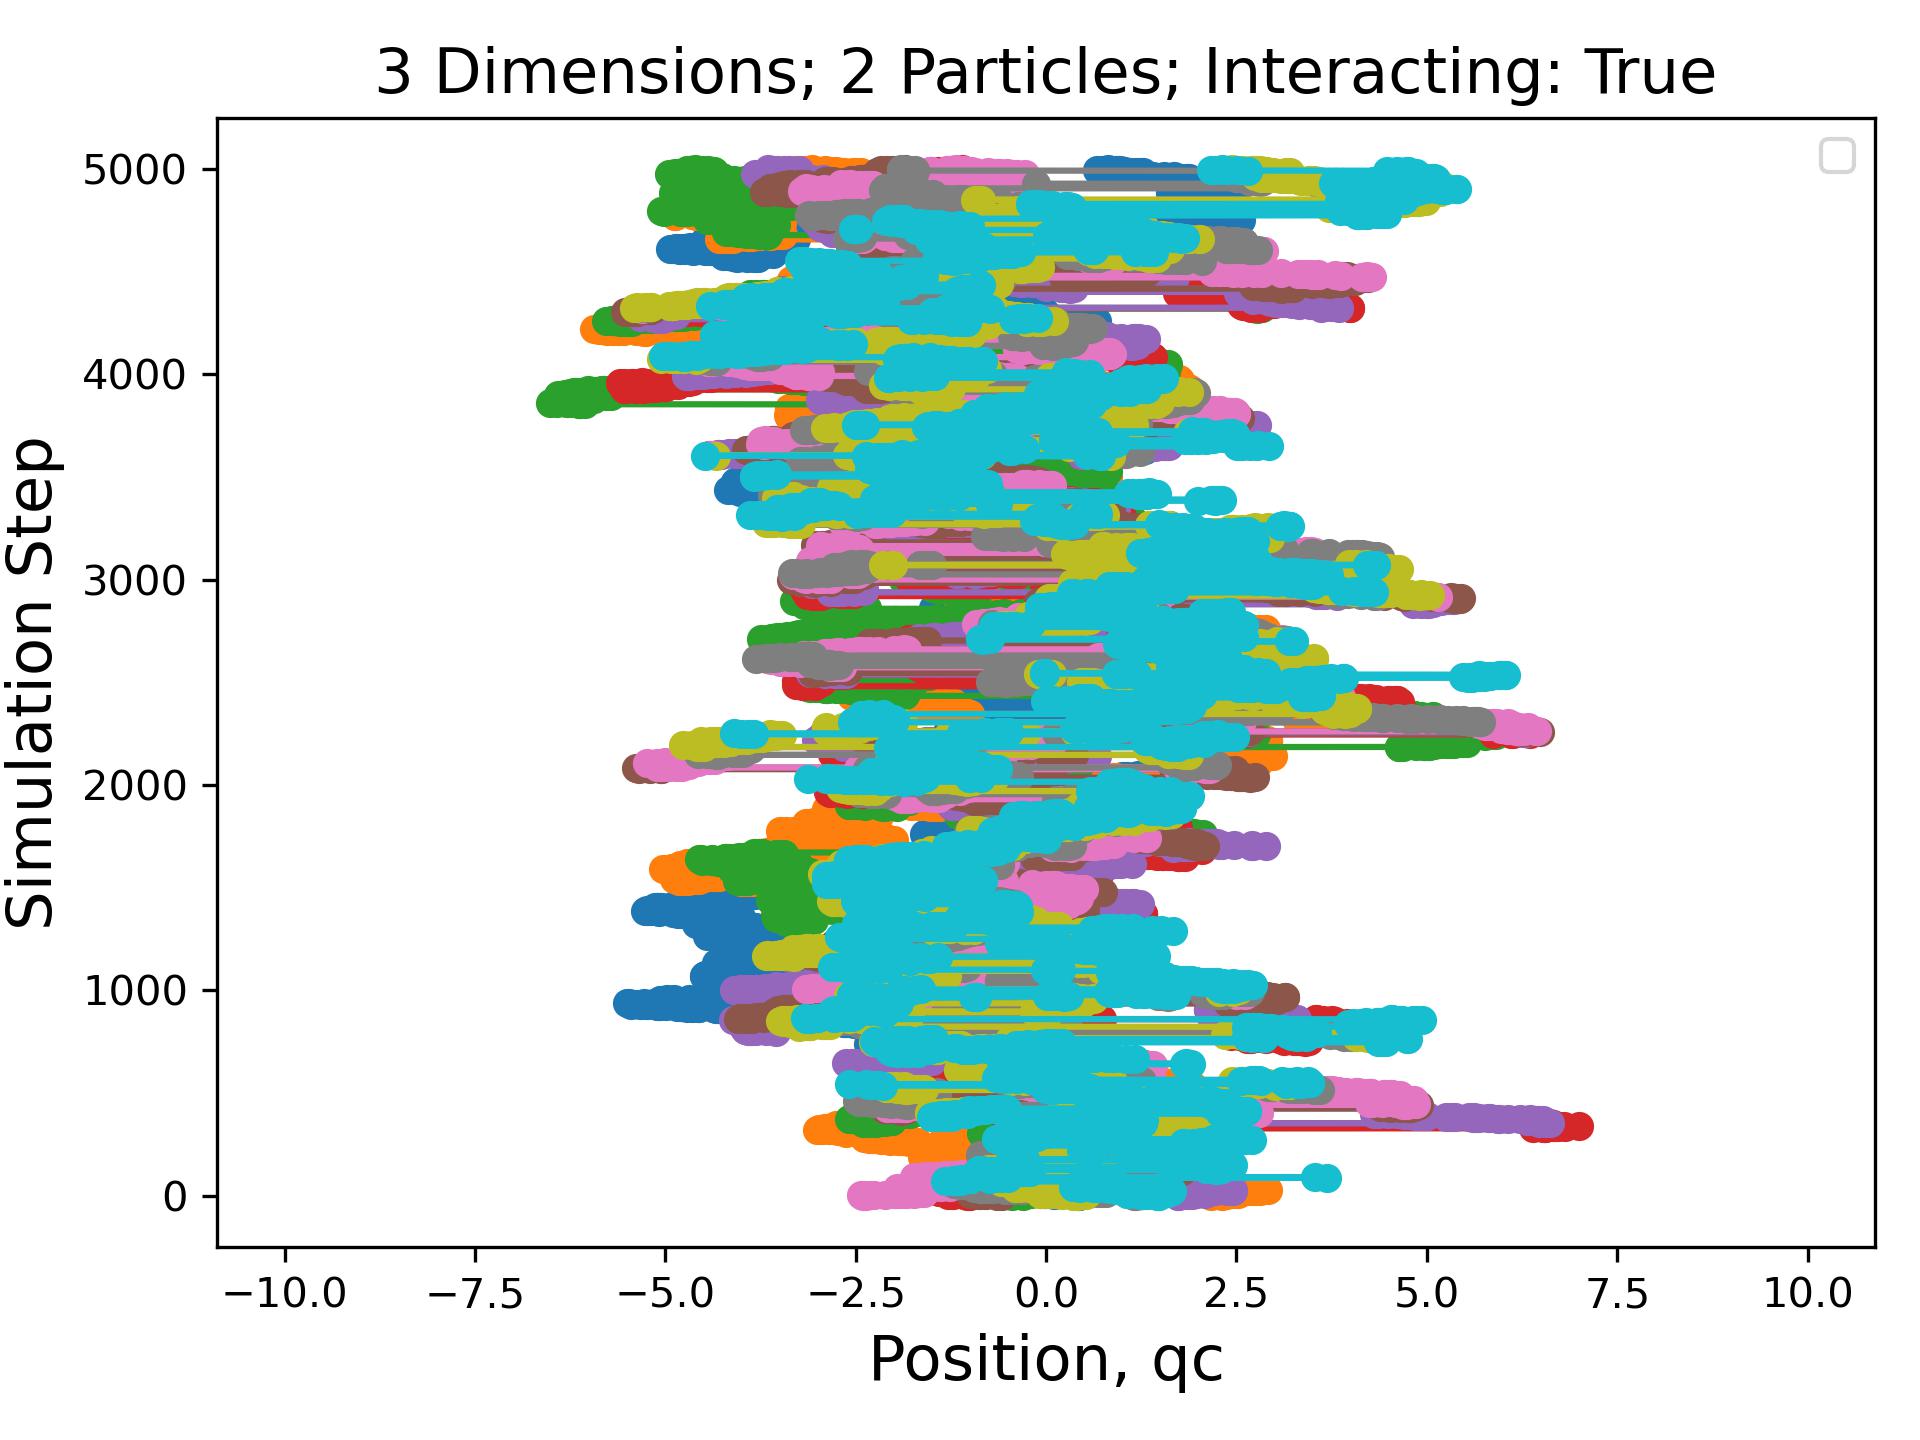 3 Dimensions; 2 Particles; Interacting: True
Simulation Step
5000
4000
3000
2000
1000
0
−10.0 −7.5 −5.0 −2.5 0.0 2.5 5.0 7.5 10.0
Position, qc